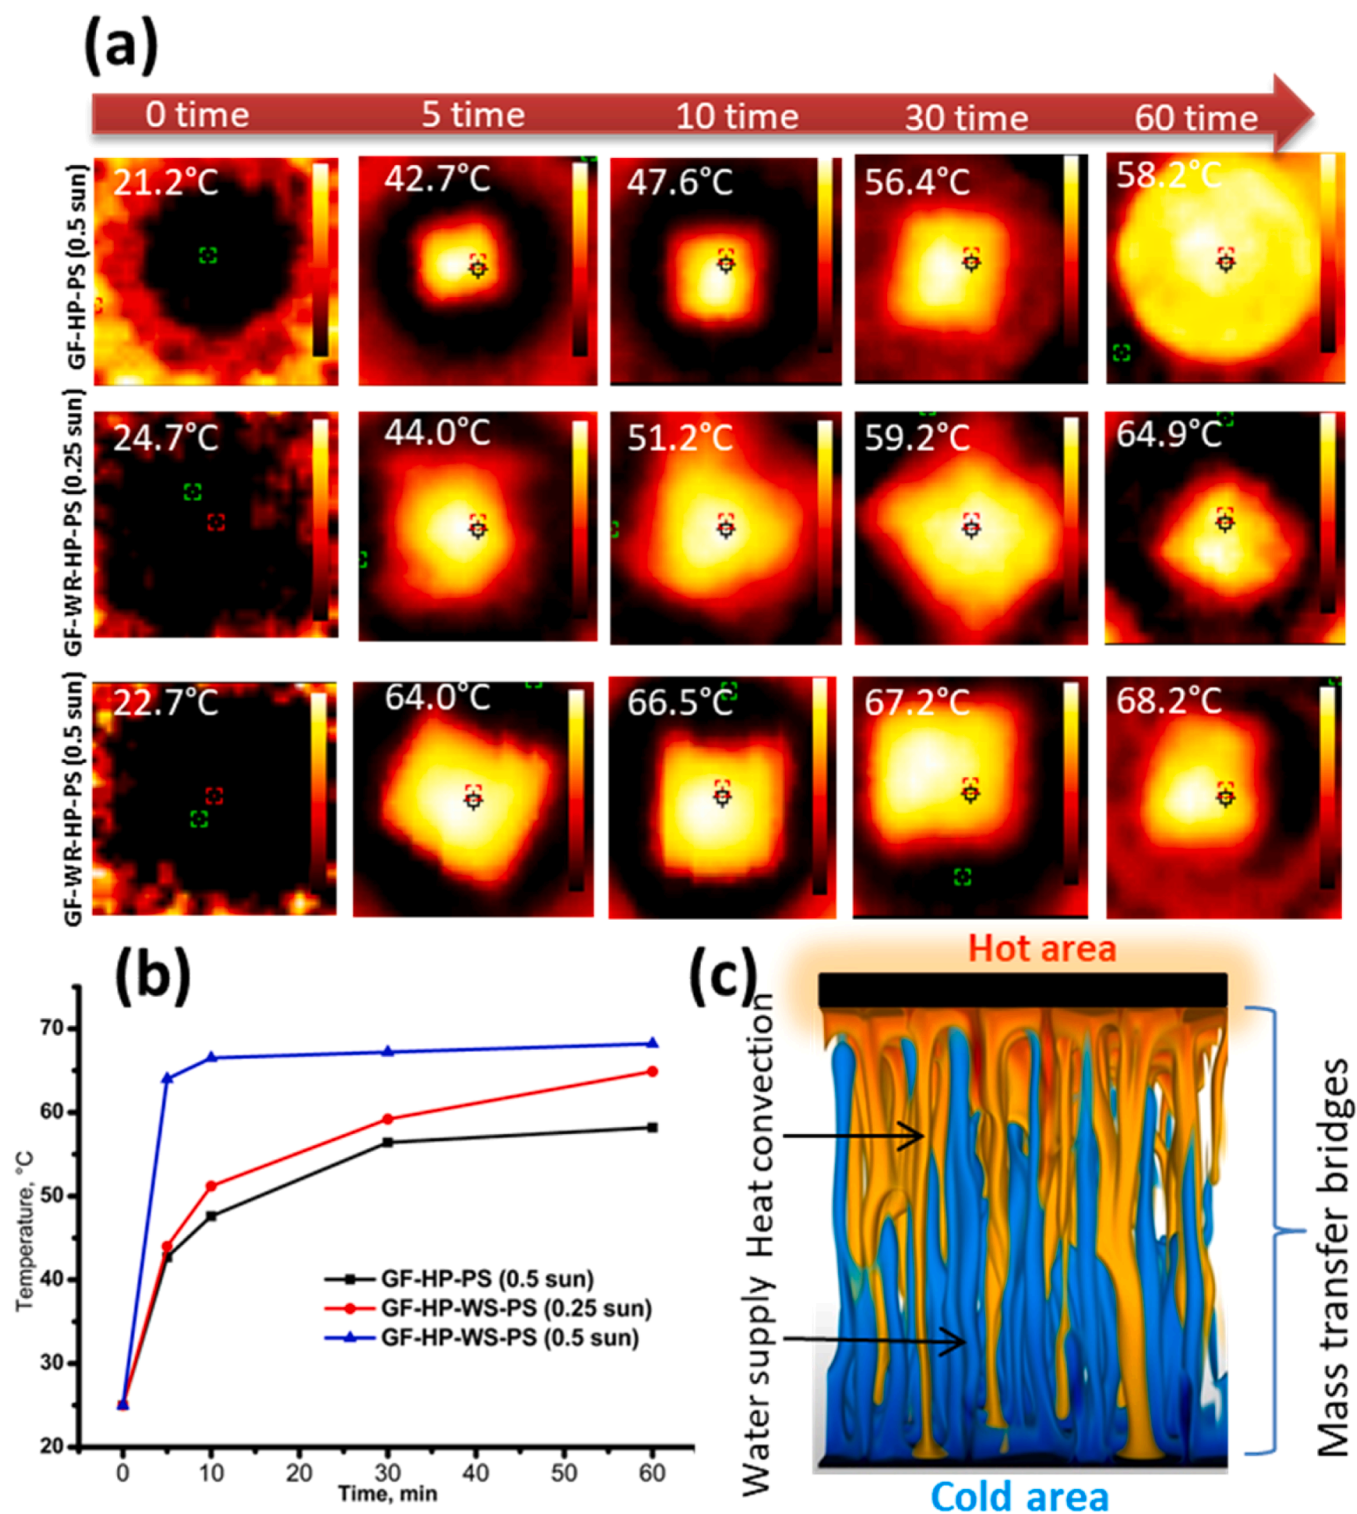 (a)
0 time 5 time 10 time 30 time 60 time
GF-HP-PS (0.5 sun)
21.2°C 42.7°C 47.6°C 56.4°C 58.2°C
GF-WR-HP-PS (0.25 sun)
24.7°C 44.0°C 51.2°C 59.2°C 64.9°C
GF-WR-HP-PS (0.5 sun)
22.7°C 64.0°C 66.5°C 67.2°C 68.2°C
(b)
Temperature, °C
70
60
50
40
30
20
GF-HP-PS (0.5 sun)
GF-HP-WS-PS (0.25 sun)
GF-HP-WS-PS (0.5 sun)
0 10 20 30 40 50 60
Time, min
(c)
Hot area
Heat convection
Water supply
Mass transfer bridges
Cold area